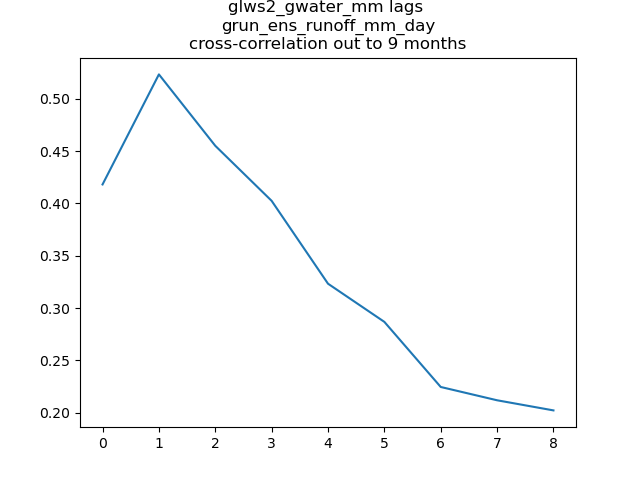 glws2_gwater_mm lags
grun_ens_runoff_mm_day
cross-correlation out to 9 months
0.50
0.45
0.40
0.35
0.30
0.25
0.20
0 1 2 3 4 5 6 7 8